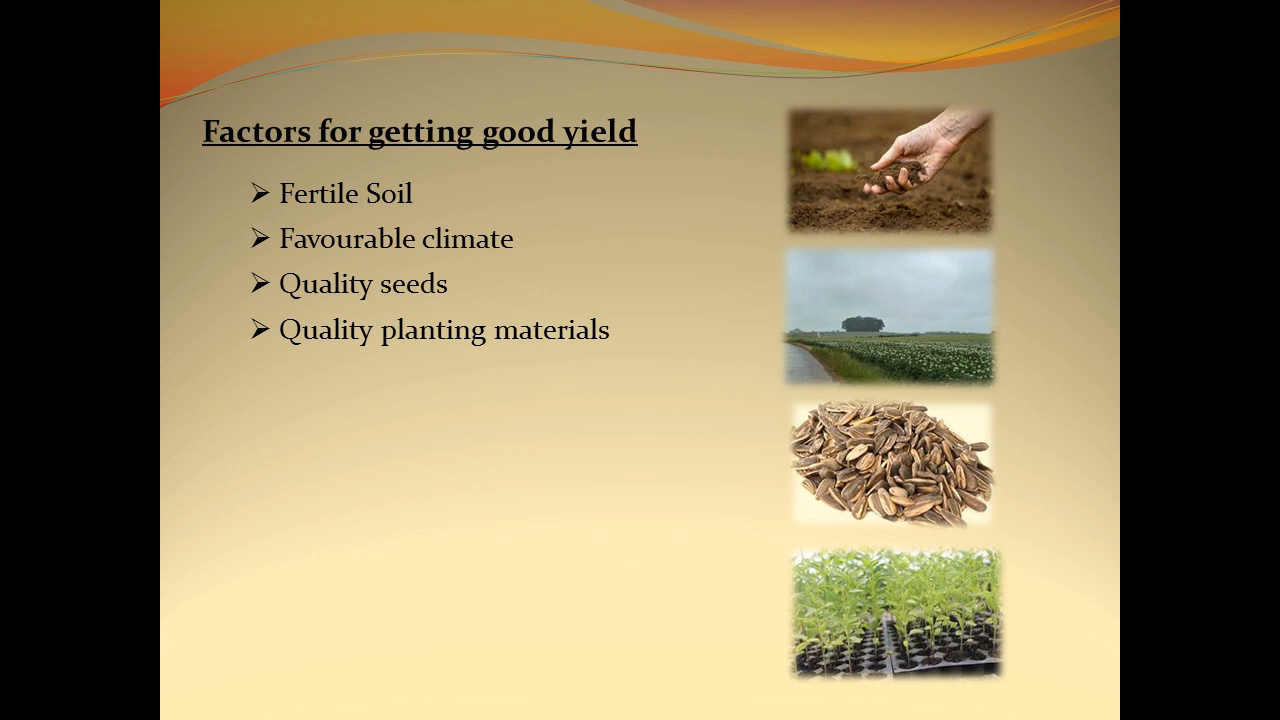 Factors for getting good yield
➢ Fertile Soil
➢ Favourable climate
➢ Quality seeds
➢ Quality planting materials